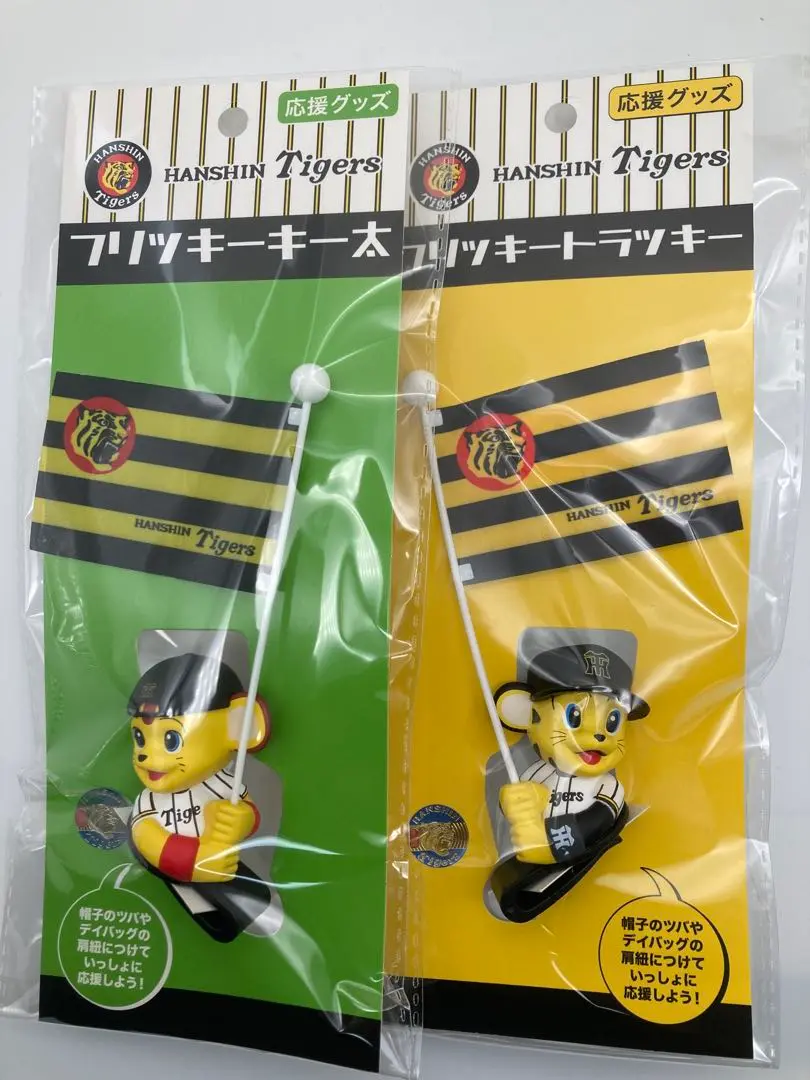 応援グッズ
HANSHIN Tigers
HANSHIN Tigers
フリッキーキー太
HANSHIN Tigers
Tige
帽子のツバや
デイバッグの
肩紐につけて
いっしょに
応援しよう!
応援グッズ
HANSHIN Tigers
HANSHIN Tigers
フリッキートラッキー
HANSHIN Tigers
HT
igers
HT
HANSHIN
Tigers
帽子のツバや
デイバッグの
肩紐につけて
いっしょに
応援しよう!